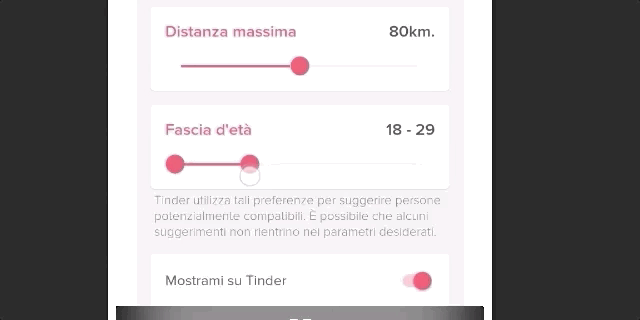 Distanza massima
80km.
Fascia d'età
18 - 29
Tinder utilizza tali preferenze per suggerire persone
potenzialmente compatibili. È possibile che alcuni
suggerimenti non rientrino nei parametri desiderati.
Mostrami su Tinder